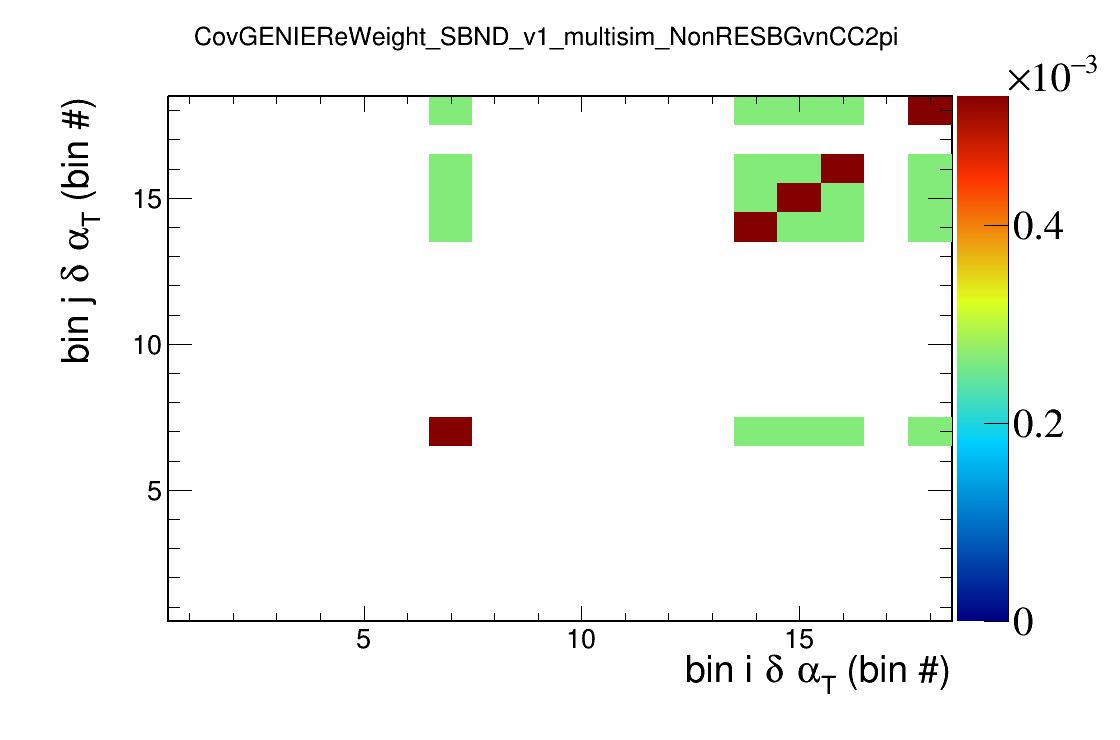 CovGENIEReWeight_SBND_v1_multisim_NonRESBGvnCC2pi
×10⁻³
bin j δ α_T (bin #)
15
10
5
0.4
0.2
0
5 10 15
bin i δ α_T (bin #)